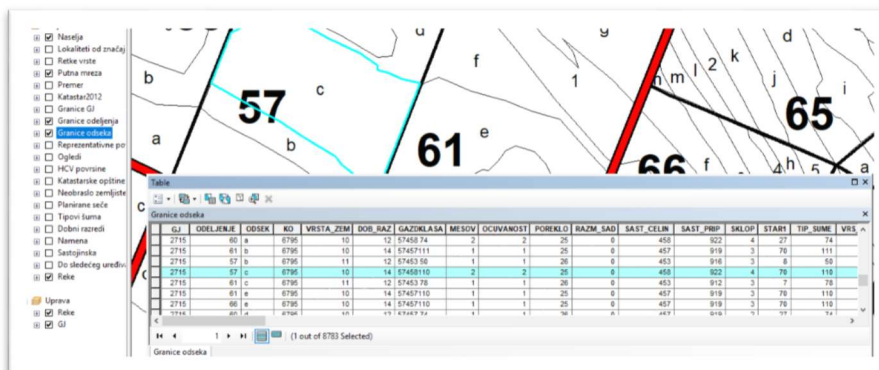 Naselja
Lokaliteti od značaj
Retke vrste
Putna mreza
Premer
Katastar2012
Granice GJ
Granice odeljenja
Granice odseka
Reprezentativne po
Ogledi
HCV povrsine
Katastarske opštine
Neobraslo zemljiste
Planirane seče
Tipovi šuma
Dobni razredi
Namena
Sastojinska
Do sledećeg uređiva
Reke
Uprava
Reke
GJ
d
g
d
b
f
k
c
1
n m l 2
j
i
57
65
a
b
61
e
66
f
4 h 5
a
c
Table
Granice odseka
GJ ODELJENJE ODSEK KO VRSTA_ZEM DOB_RAZ GAZDKLASA MESOV OCUVANOST POREKLO RAZM_SAD SAST_CELIN SAST_PRIP SKLOP STAR1 TIP_SUME VRS_
2715 60 a 6795 10 12 57458 74 2 2 25 0 458 922 4 27 74
2715 61 b 6795 10 14 57457111 1 1 25 0 457 919 3 70 111
2715 57 b 6795 11 12 57453 50 1 1 26 0 453 916 3 8 50
2715 57 c 6795 10 14 57458110 2 2 25 0 458 922 4 70 110
2715 61 c 6795 11 12 57453 78 1 1 26 0 453 912 3 7 78
2715 61 e 6795 10 14 57457110 1 1 25 0 457 919 3 70 110
2715 66 e 6795 10 14 57457110 1 1 25 0 457 919 3 70 110
1
(1 out of 8783 Selected)
Granice odseka